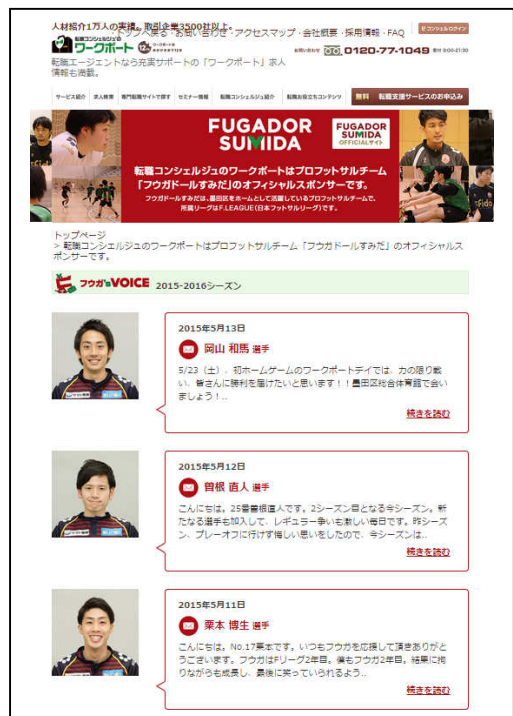 人材紹介1万人の実績。取引企業3500社以上。
トップへ戻る・お問い合わせ・アクセスマップ・会社概要・採用情報・FAQ
転職コンシェルジュの
ワークポート
転職エージェントなら充実サポートの「ワークポート」求人
情報も満載。
お問い合わせ 0120-77-1049 受付 9:00-21:30
サービス紹介 求人検索 専門転職サイトで探す セミナー情報 転職コンシェルジュ紹介 転職お役立ちコンテンツ 無料 転職支援サービスのお申込み
FUGADOR
SUMIDA
FUGADOR
SUMIDA
OFFICIALサイト
転職コンシェルジュのワークポートはプロフットサルチーム
「フウガドールすみだ」のオフィシャルスポンサーです。
フウガドールすみだは、墨田区をホームとして活躍しているプロフットサルチームで、
所属リーグはF.LEAGUE(日本フットサルリーグ)です。
トップページ
> 転職コンシェルジュのワークポートはプロフットサルチーム「フウガドールすみだ」のオフィシャルス
ポンサーです。
フウガ'sVOICE 2015-2016シーズン
2015年5月13日
岡山 和馬 選手
5/23（土）、初ホームゲームのワークポートデイでは、力の限り戦
い、皆さんに勝利を届けたいと思います！！墨田区総合体育館で会い
ましょう！..
続きを読む
2015年5月12日
曽根 直人 選手
こんにちは。25番曽根直人です。2シーズン目となる今シーズン。新
たなる選手も加入して、レギュラー争いも激しい毎日です。昨シーズ
ン、プレーオフに行けず悔しい思いをしたので、今シーズンは..
続きを読む
2015年5月11日
栗本 博生 選手
こんにちは。No.17栗本です。いつもフウガを応援して頂きありがと
うございます。フウガはFリーグ2年目。僕もフウガ2年目。結果に拘
りながらも成長し、最後に笑っていられるよう..
続きを読む